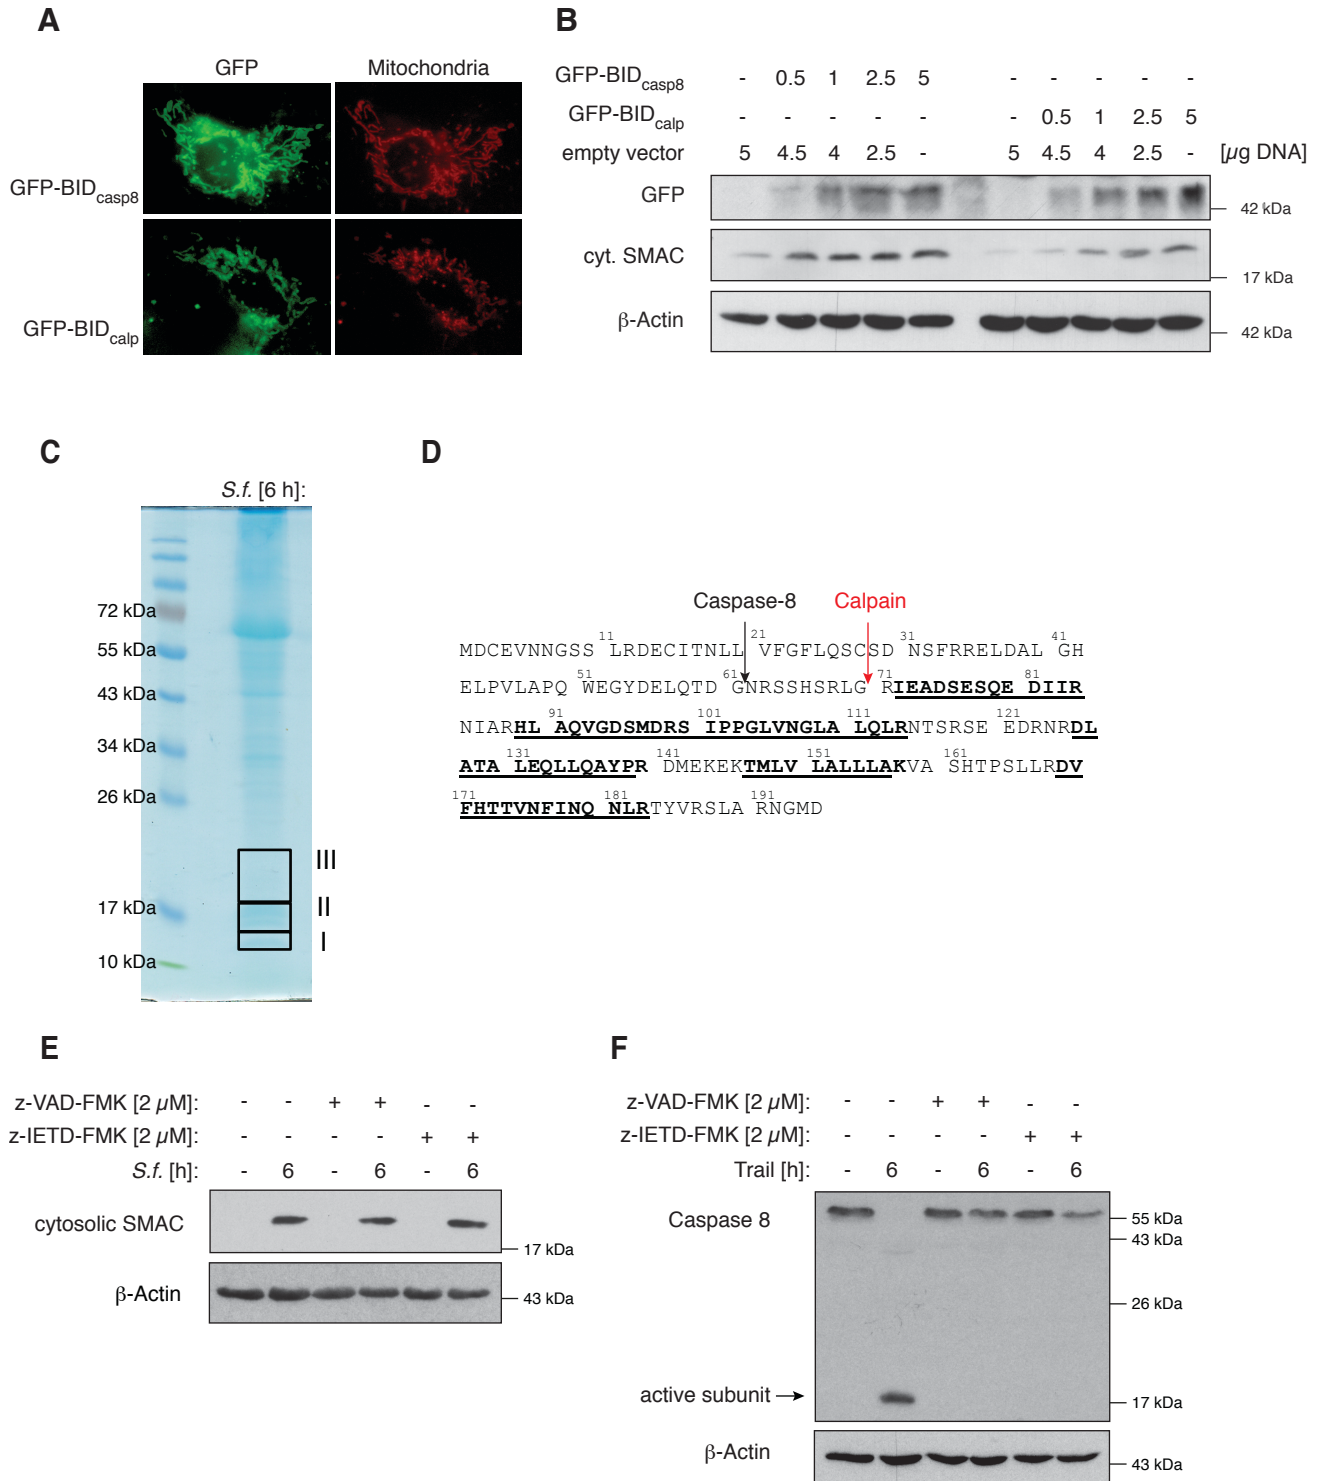 A
GFP Mitochondria
GFP-BIDcasp8
GFP-BIDcalp
B
GFP-BIDcasp8 - 0.5 1 2.5 5 - - - - -
GFP-BIDcalp - - - - - - 0.5 1 2.5 5
empty vector 5 4.5 4 2.5 - 5 4.5 4 2.5 - [µg DNA]
GFP
42 kDa
cyt. SMAC
17 kDa
β-Actin
42 kDa
C
S.f. [6 h]:
72 kDa
55 kDa
43 kDa
34 kDa
26 kDa
III
17 kDa
II
I
10 kDa
D
Caspase-8 Calpain
11 21 31 41
MDCEVNNGSS LRDECITNLL VFGFLQSCSD NSFRRELDAL GH
51 61 71 81
ELPVLAPQ WEGYDELQTD GNRSSHSRLG RIEADSESQE DIIR
91 101 111 121
NIARHL AQVGDSMDRS IPPGLVNGLA LQLRNTSRSE EDRNRDL
131 141 151 161
ATA LEQLLQAYPR DMEKEKTMLV LALLLAKVA SHTPSLLRDV
171 181 191
FHTTVNFINQ NLRTYVRSLA RNGMD
E
z-VAD-FMK [2 µM]: - - + + - -
z-IETD-FMK [2 µM]: - - - - + +
S.f. [h]: - 6 - 6 - 6
cytosolic SMAC
17 kDa
β-Actin
43 kDa
F
z-VAD-FMK [2 µM]: - - + + - -
z-IETD-FMK [2 µM]: - - - - + +
Trail [h]: - 6 - 6 - 6
Caspase 8
55 kDa
43 kDa
26 kDa
active subunit
17 kDa
β-Actin
43 kDa